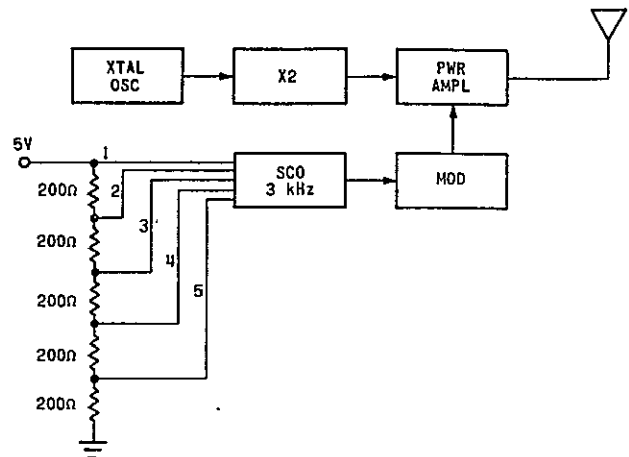 XTAL
OSC
X2
PWR
AMPL
5V
1
200Ω
2
SCO
3 kHz
MOD
200Ω
3
4
200Ω
5
200Ω
200Ω